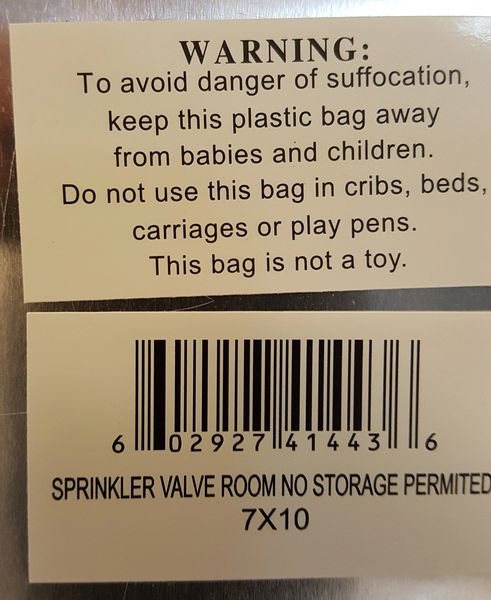 WARNING:
To avoid danger of suffocation,
keep this plastic bag away
from babies and children.
Do not use this bag in cribs, beds,
carriages or play pens.
This bag is not a toy.
6 02927 41443 6
SPRINKLER VALVE ROOM NO STORAGE PERMITED
7X10